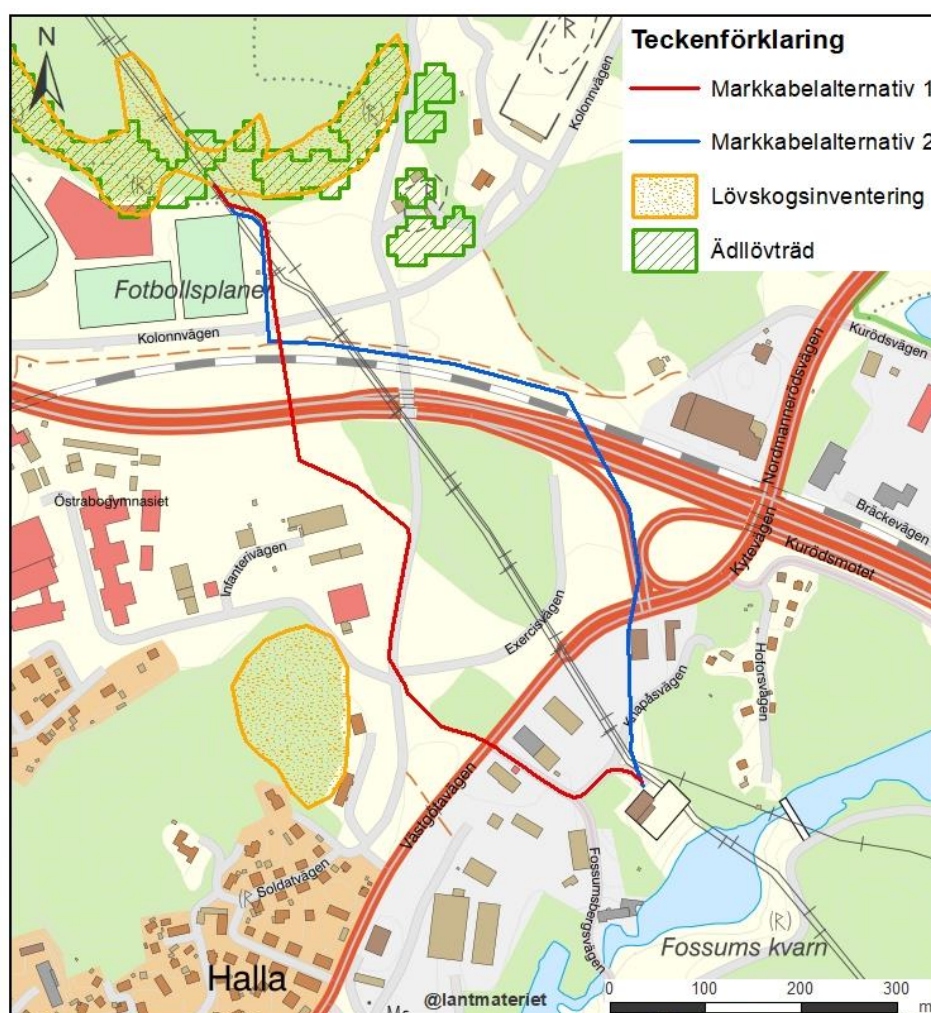 N
Teckenförklaring
Markkabelalternativ 1
Markkabelalternativ 2
Lövskogsinventering
Ädllövträd
Kolonnvägen
Fotbollsplaner
Kolonnvägen
Kurödsvägen
Nordmannerödsvägen
Östrabogymnasiet
Bräckevägen
Kurödsmotet
Kytevägen
Infanterivägen
Exercisvägen
Hoforsvägen
Knapåsvägen
Västgötavägen
Soldatvägen
Fossumsbergsvägen
(R)
(R)
(R)
(R)
R
Fossums kvarn
Halla
@lantmateriet
0 100 200 300
m